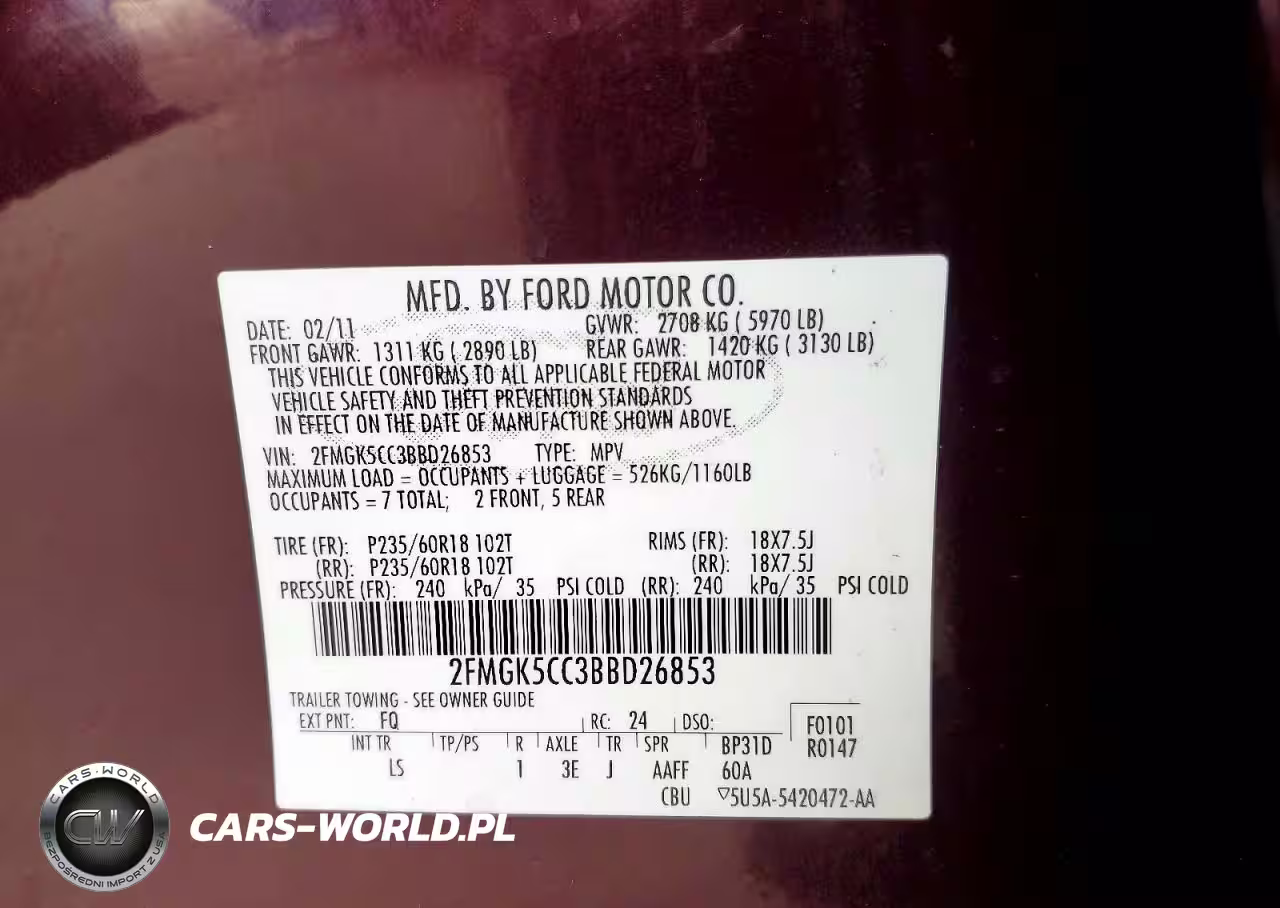 MFD. BY FORD MOTOR CO.
DATE: 02/11 GVWR: 2708 KG ( 5970 LB)
FRONT GAWR: 1311 KG ( 2890 LB) REAR GAWR: 1420 KG ( 3130 LB)
THIS VEHICLE CONFORMS TO ALL APPLICABLE FEDERAL MOTOR
VEHICLE SAFETY AND THEFT PREVENTION STANDARDS
IN EFFECT ON THE DATE OF MANUFACTURE SHOWN ABOVE.
VIN: 2FMGK5CC3BBD26853 TYPE: MPV
MAXIMUM LOAD = OCCUPANTS + LUGGAGE = 526KG/1160LB
OCCUPANTS = 7 TOTAL; 2 FRONT, 5 REAR
TIRE (FR): P235/60R18 102T RIMS (FR): 18X7.5J
(RR): P235/60R18 102T (RR): 18X7.5J
PRESSURE (FR): 240 kPa/ 35 PSI COLD (RR): 240 kPa/ 35 PSI COLD
2FMGK5CC3BBD26853
TRAILER TOWING - SEE OWNER GUIDE
EXT PNT: FQ RC: 24 DSO: F0101
INT TR TP/PS R AXLE TR SPR BP31D R0147
LS 1 3E J AAFF 60A
CBU ▽5U5A-5420472-AA
CARS-WORLD
CW
BEZPOŚREDNI IMPORT Z USA
CARS-WORLD.PL